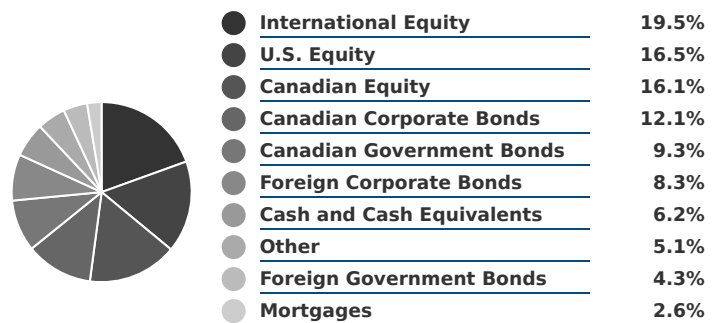 International Equity 19.5%
U.S. Equity 16.5%
Canadian Equity 16.1%
Canadian Corporate Bonds 12.1%
Canadian Government Bonds 9.3%
Foreign Corporate Bonds 8.3%
Cash and Cash Equivalents 6.2%
Other 5.1%
Foreign Government Bonds 4.3%
Mortgages 2.6%